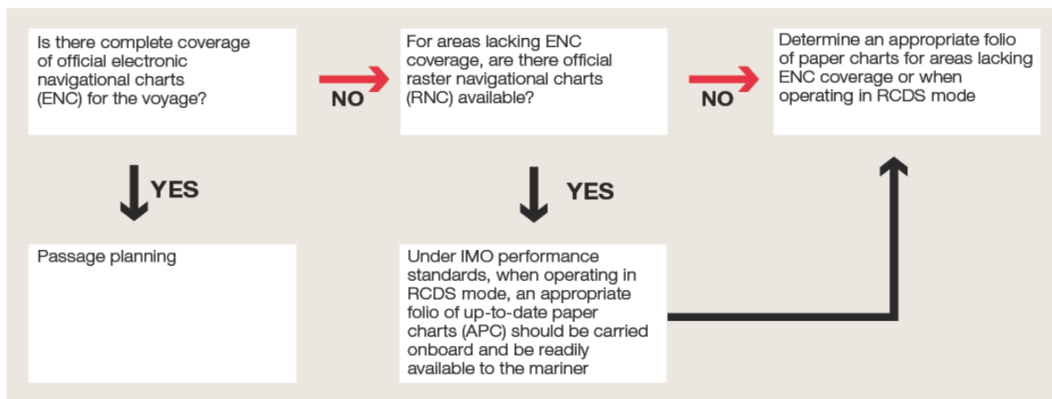 Is there complete coverage
of official electronic
navigational charts
(ENC) for the voyage?
NO
For areas lacking ENC
coverage, are there official
raster navigational charts
(RNC) available?
NO
Determine an appropriate folio
of paper charts for areas lacking
ENC coverage or when
operating in RCDS mode
YES
YES
Passage planning
Under IMO performance
standards, when operating in
RCDS mode, an appropriate
folio of up-to-date paper
charts (APC) should be carried
onboard and be readily
available to the mariner